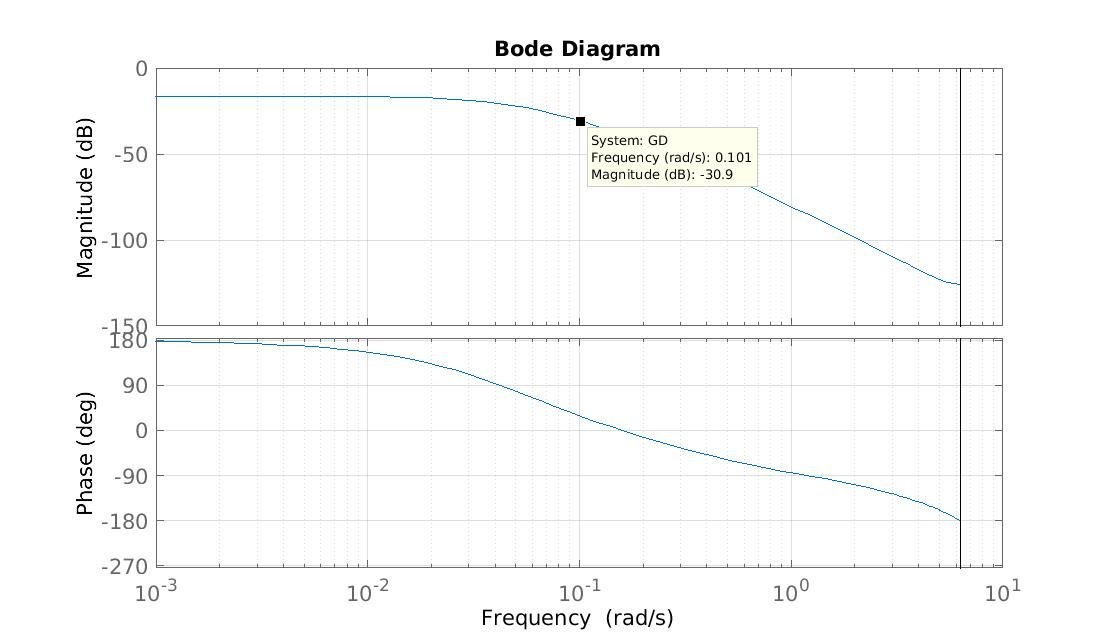 Bode Diagram
0
-50
-100
-150
Magnitude (dB)
System: GD
Frequency (rad/s): 0.101
Magnitude (dB): -30.9
180
90
0
-90
-180
-270
Phase (deg)
10^-3 10^-2 10^-1 10^0 10^1
Frequency (rad/s)